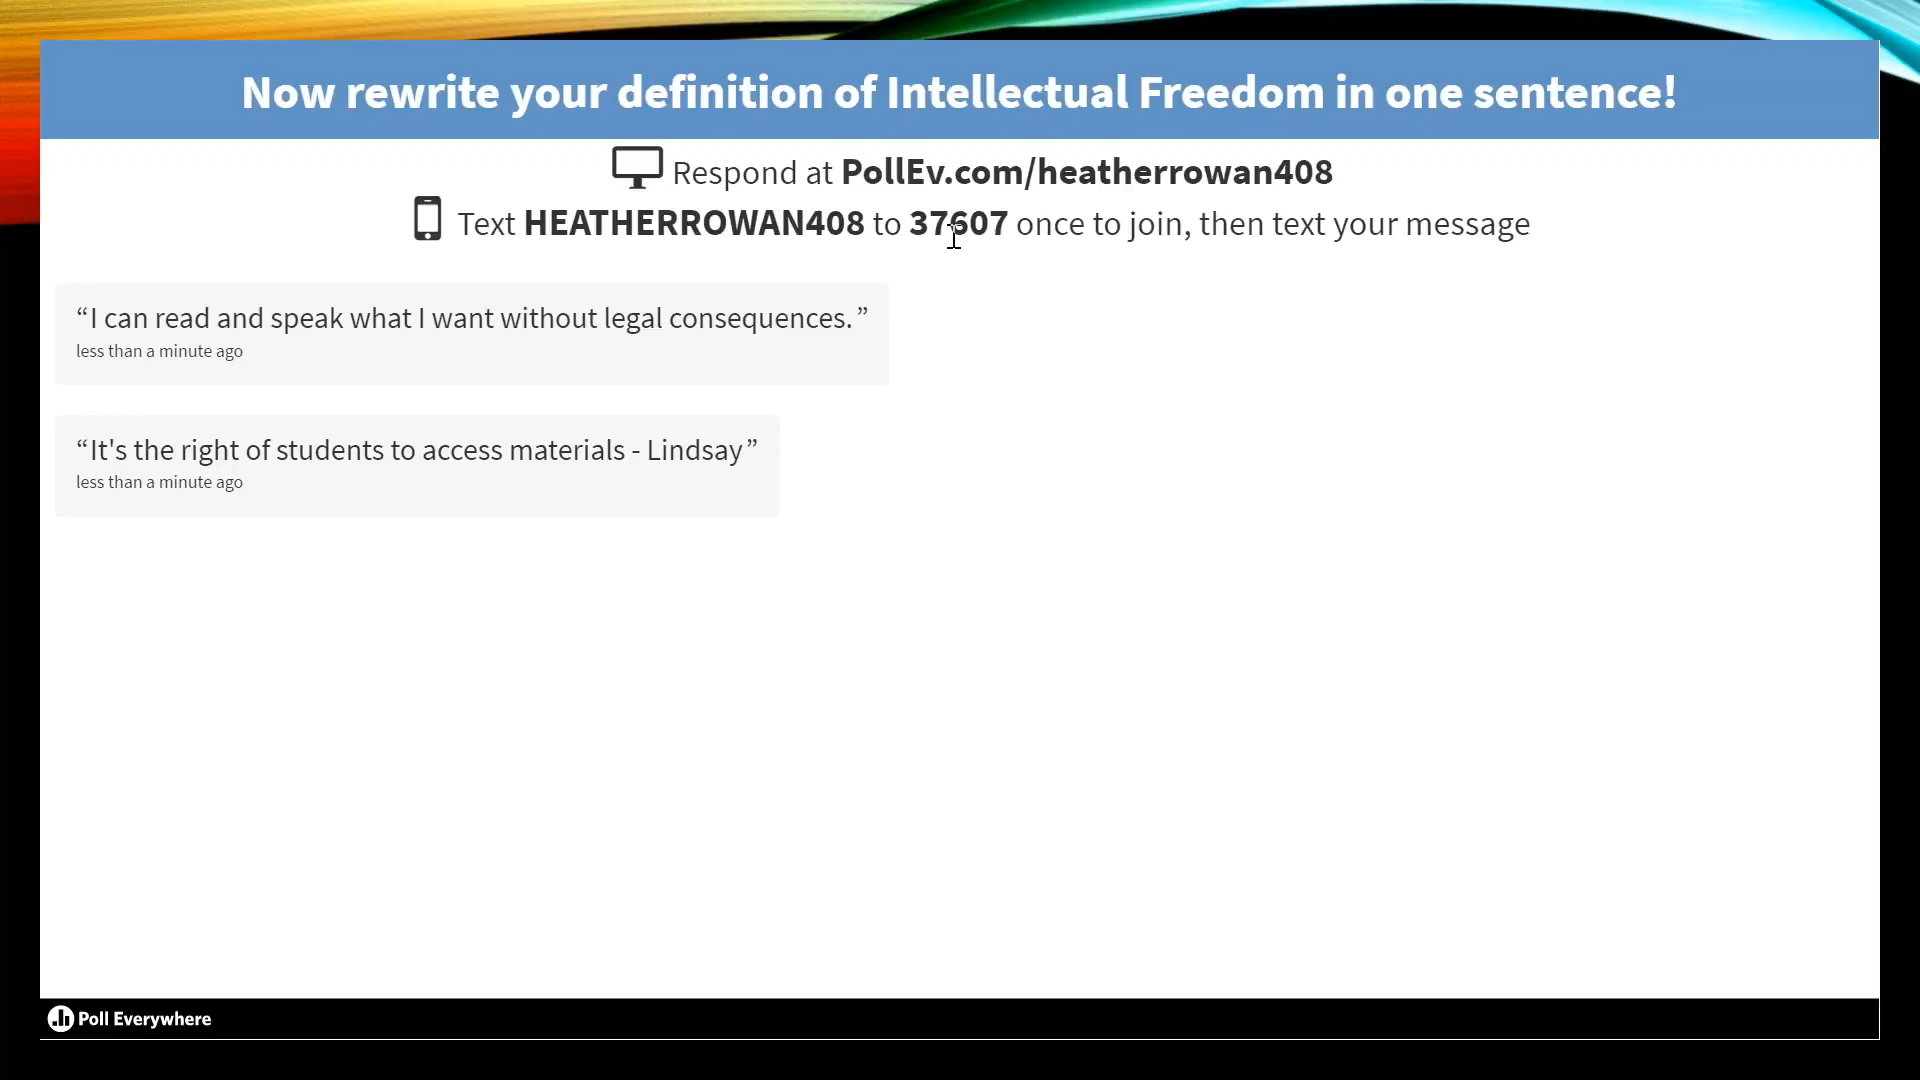 Now rewrite your definition of Intellectual Freedom in one sentence!
Respond at PollEv.com/heatherrowan408
Text HEATHERROWAN408 to 37607 once to join, then text your message
“I can read and speak what I want without legal consequences. ”
less than a minute ago
“It's the right of students to access materials - Lindsay”
less than a minute ago
Poll Everywhere